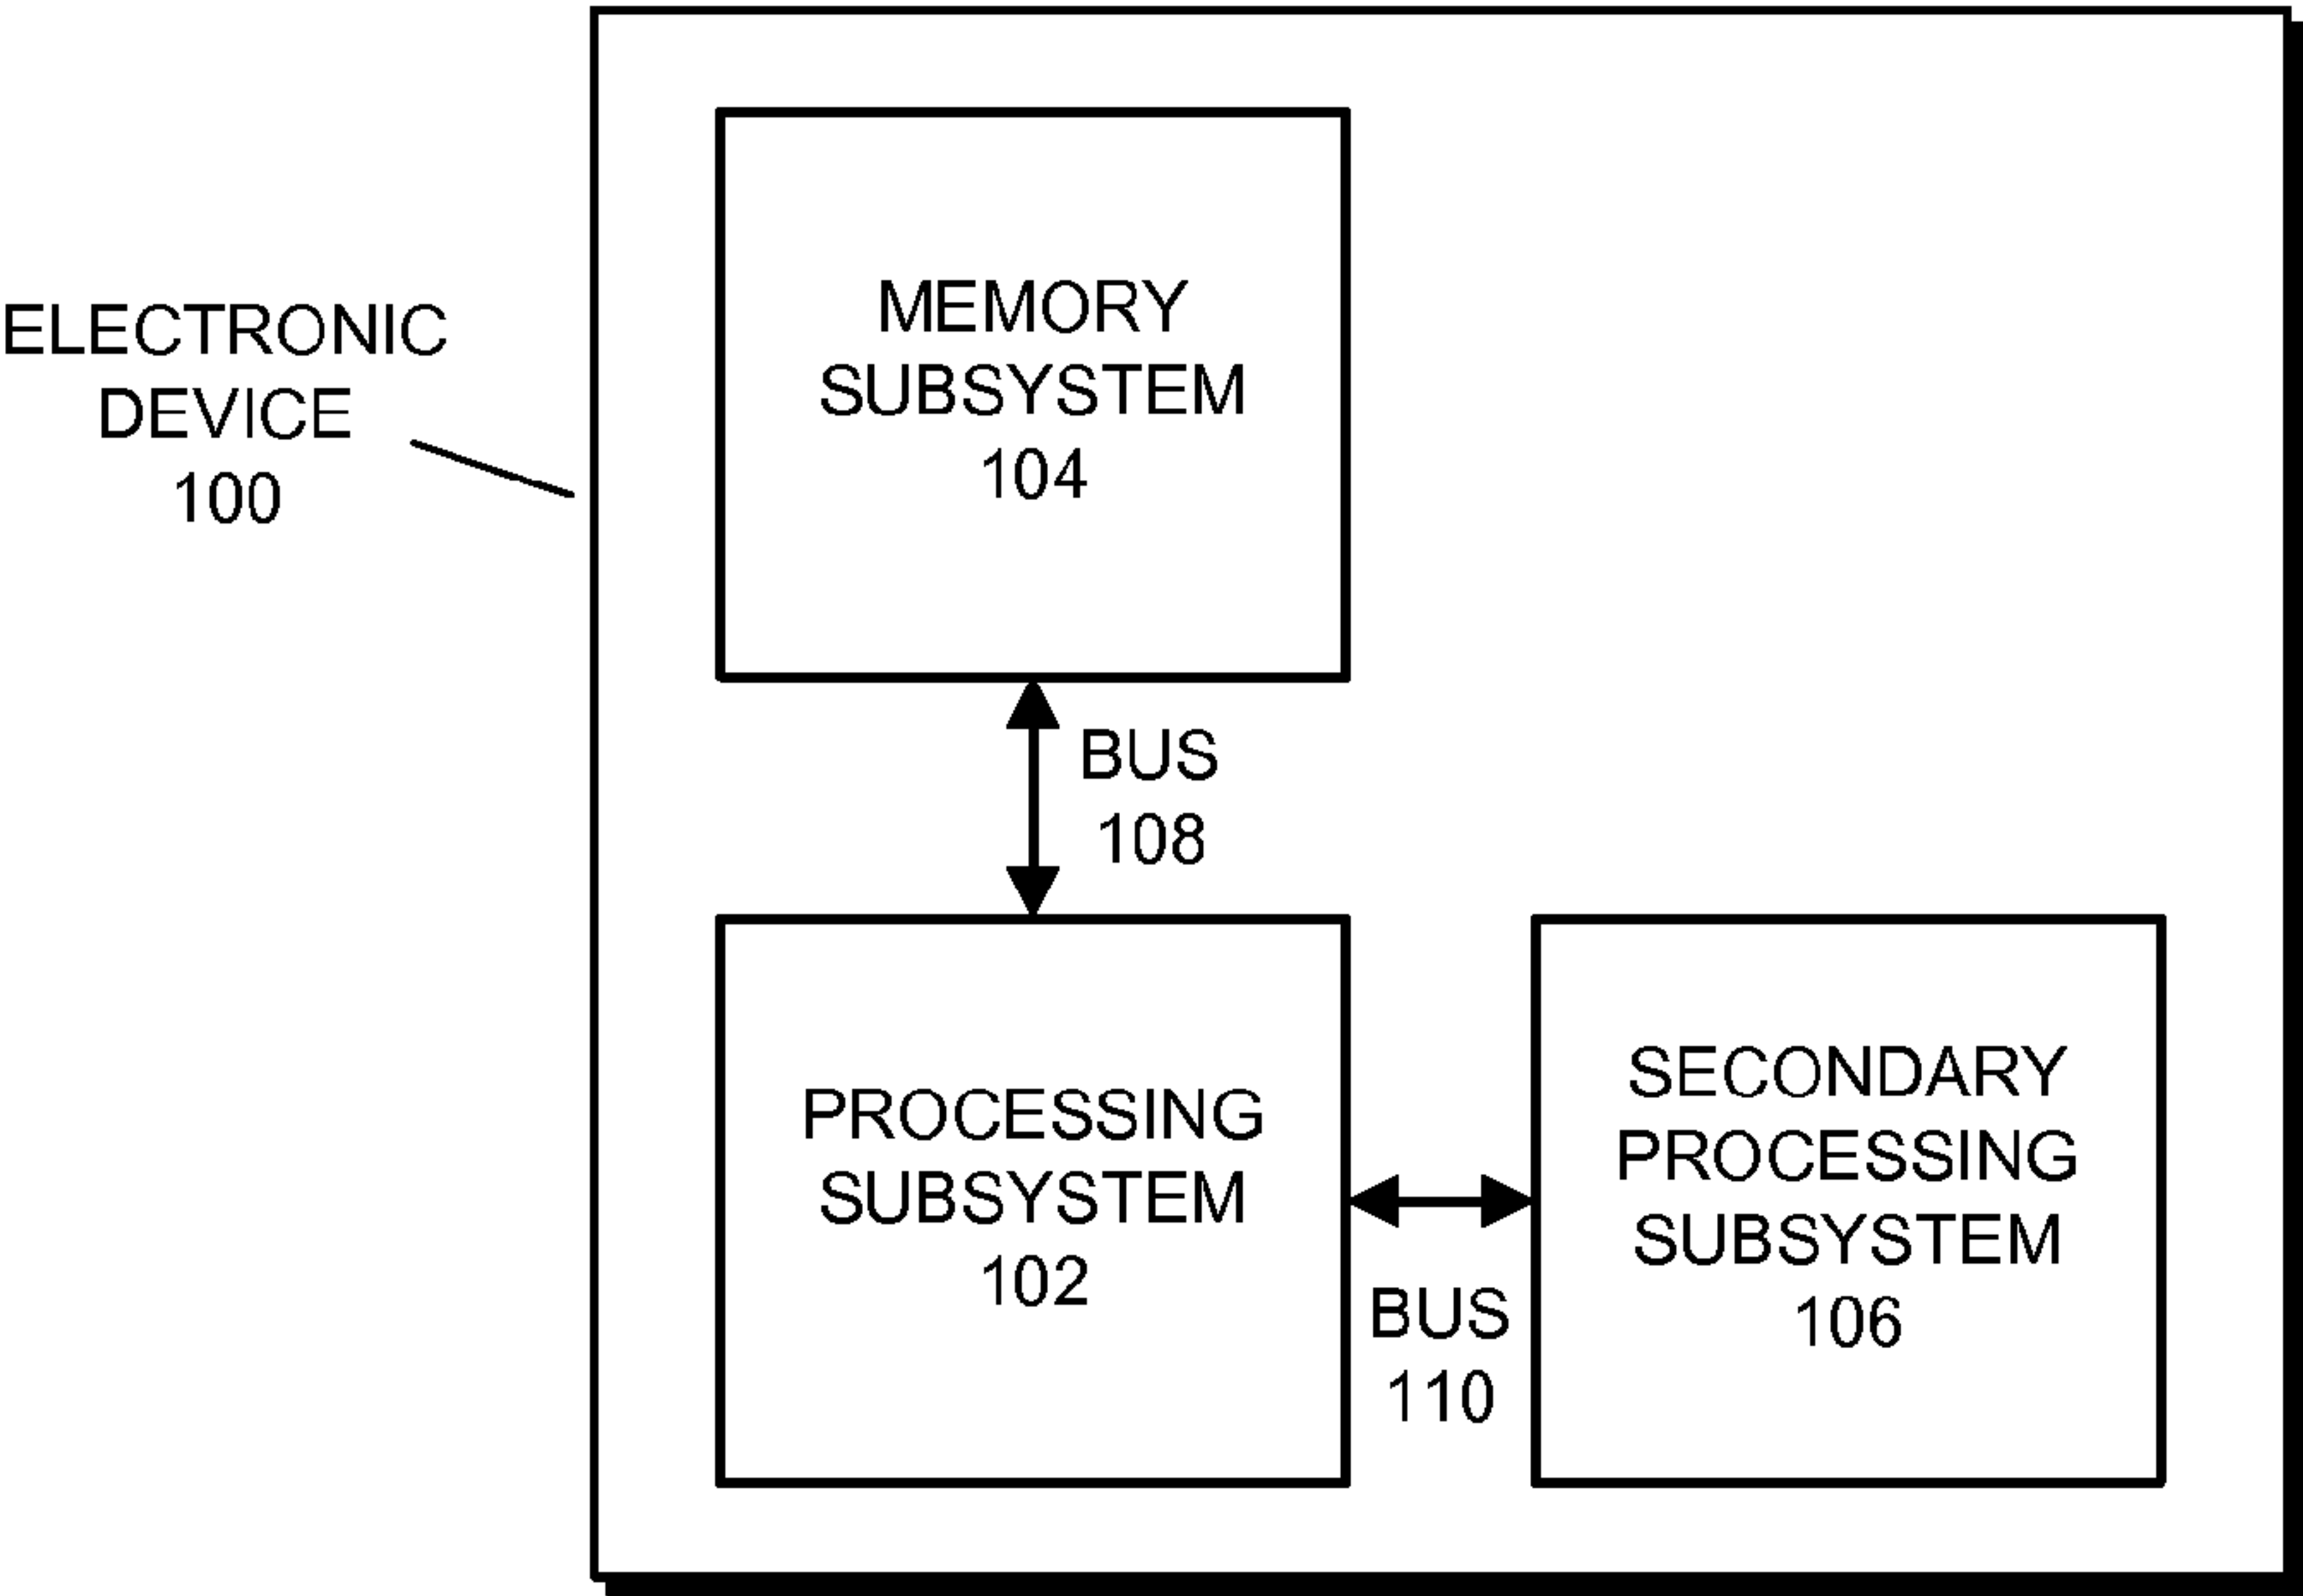 ELECTRONIC
DEVICE
100
MEMORY
SUBSYSTEM
104
BUS
108
PROCESSING
SUBSYSTEM
102
BUS
110
SECONDARY
PROCESSING
SUBSYSTEM
106